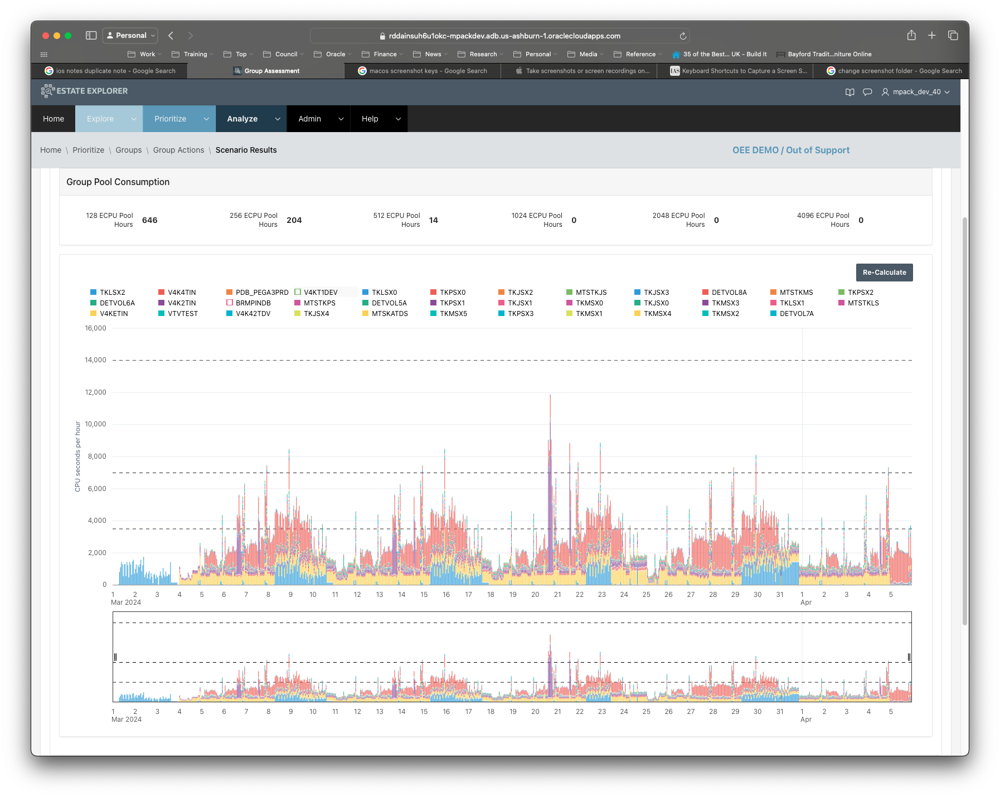 Personal
rddainsuh6u1okc-mpackdev.adb.us-ashburn-1.oraclecloudapps.com
Work Training Top Council Oracle Finance News Research Personal Media Reference 35 of the Best... UK - Build It Bayford Tradit...niture Online
ios notes duplicate note - Google Search Group Assessment macos screenshot keys - Google Search Take screenshots or screen recordings on... IAS Keyboard Shortcuts to Capture a Screen S... change screenshot folder - Google Search
ESTATE EXPLORER mpack_dev_40
Home Explore Prioritize Analyze Admin Help
Home \ Prioritize \ Groups \ Group Actions \ Scenario Results OEE DEMO / Out of Support
Group Pool Consumption
128 ECPU Pool Hours 646
256 ECPU Pool Hours 204
512 ECPU Pool Hours 14
1024 ECPU Pool Hours 0
2048 ECPU Pool Hours 0
4096 ECPU Pool Hours 0
Re-Calculate
TKLSX2 V4K4TIN PDB_PEGA3PRD V4KT1DEV TKLSX0 TKPSX0 TKJSX2 MTSTKJS TKJSX3 DETVOL8A MTSTKMS TKPSX2
DETVOL6A V4K2TIN BRMPINDB MTSTKPS DETVOL5A TKPSX1 TKJSX1 TKMSX0 TKJSX0 TKMSX3 TKLSX1 MTSTKLS
V4KETIN VTVTEST V4K42TDV TKJSX4 MTSKATDS TKMSX5 TKPSX3 TKMSX1 TKMSX4 TKMSX2 DETVOL7A
CPU seconds per hour
16,000
14,000
12,000
10,000
8,000
6,000
4,000
2,000
0
1 2 3 4 5 6 7 8 9 10 11 12 13 14 15 16 17 18 19 20 21 22 23 24 25 26 27 28 29 30 31 1 2 3 4 5
Mar 2024 Apr
1 2 3 4 5 6 7 8 9 10 11 12 13 14 15 16 17 18 19 20 21 22 23 24 25 26 27 28 29 30 31 1 2 3 4 5
Mar 2024 Apr